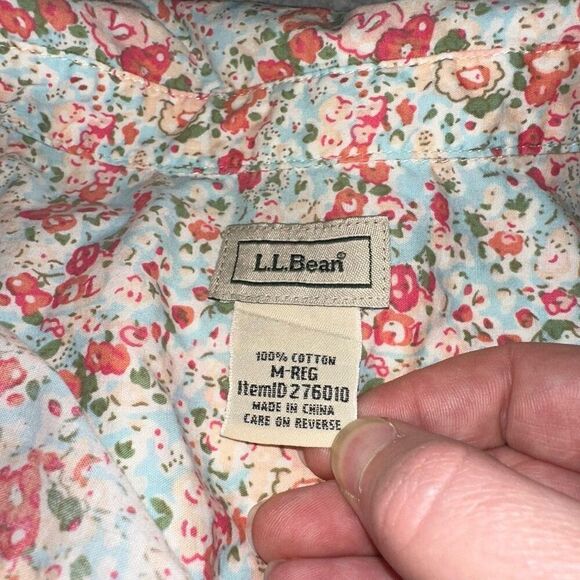 L.L.Bean®
100% COTTON
M-REG
ItemID 276010
MADE IN CHINA
CARE ON REVERSE